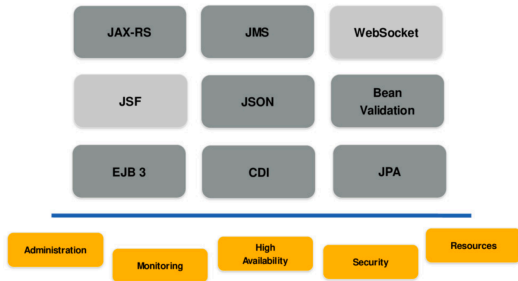 JAX-RS
JMS
WebSocket
JSF
JSON
Bean
Validation
EJB 3
CDI
JPA
Administration
Monitoring
High
Availability
Security
Resources